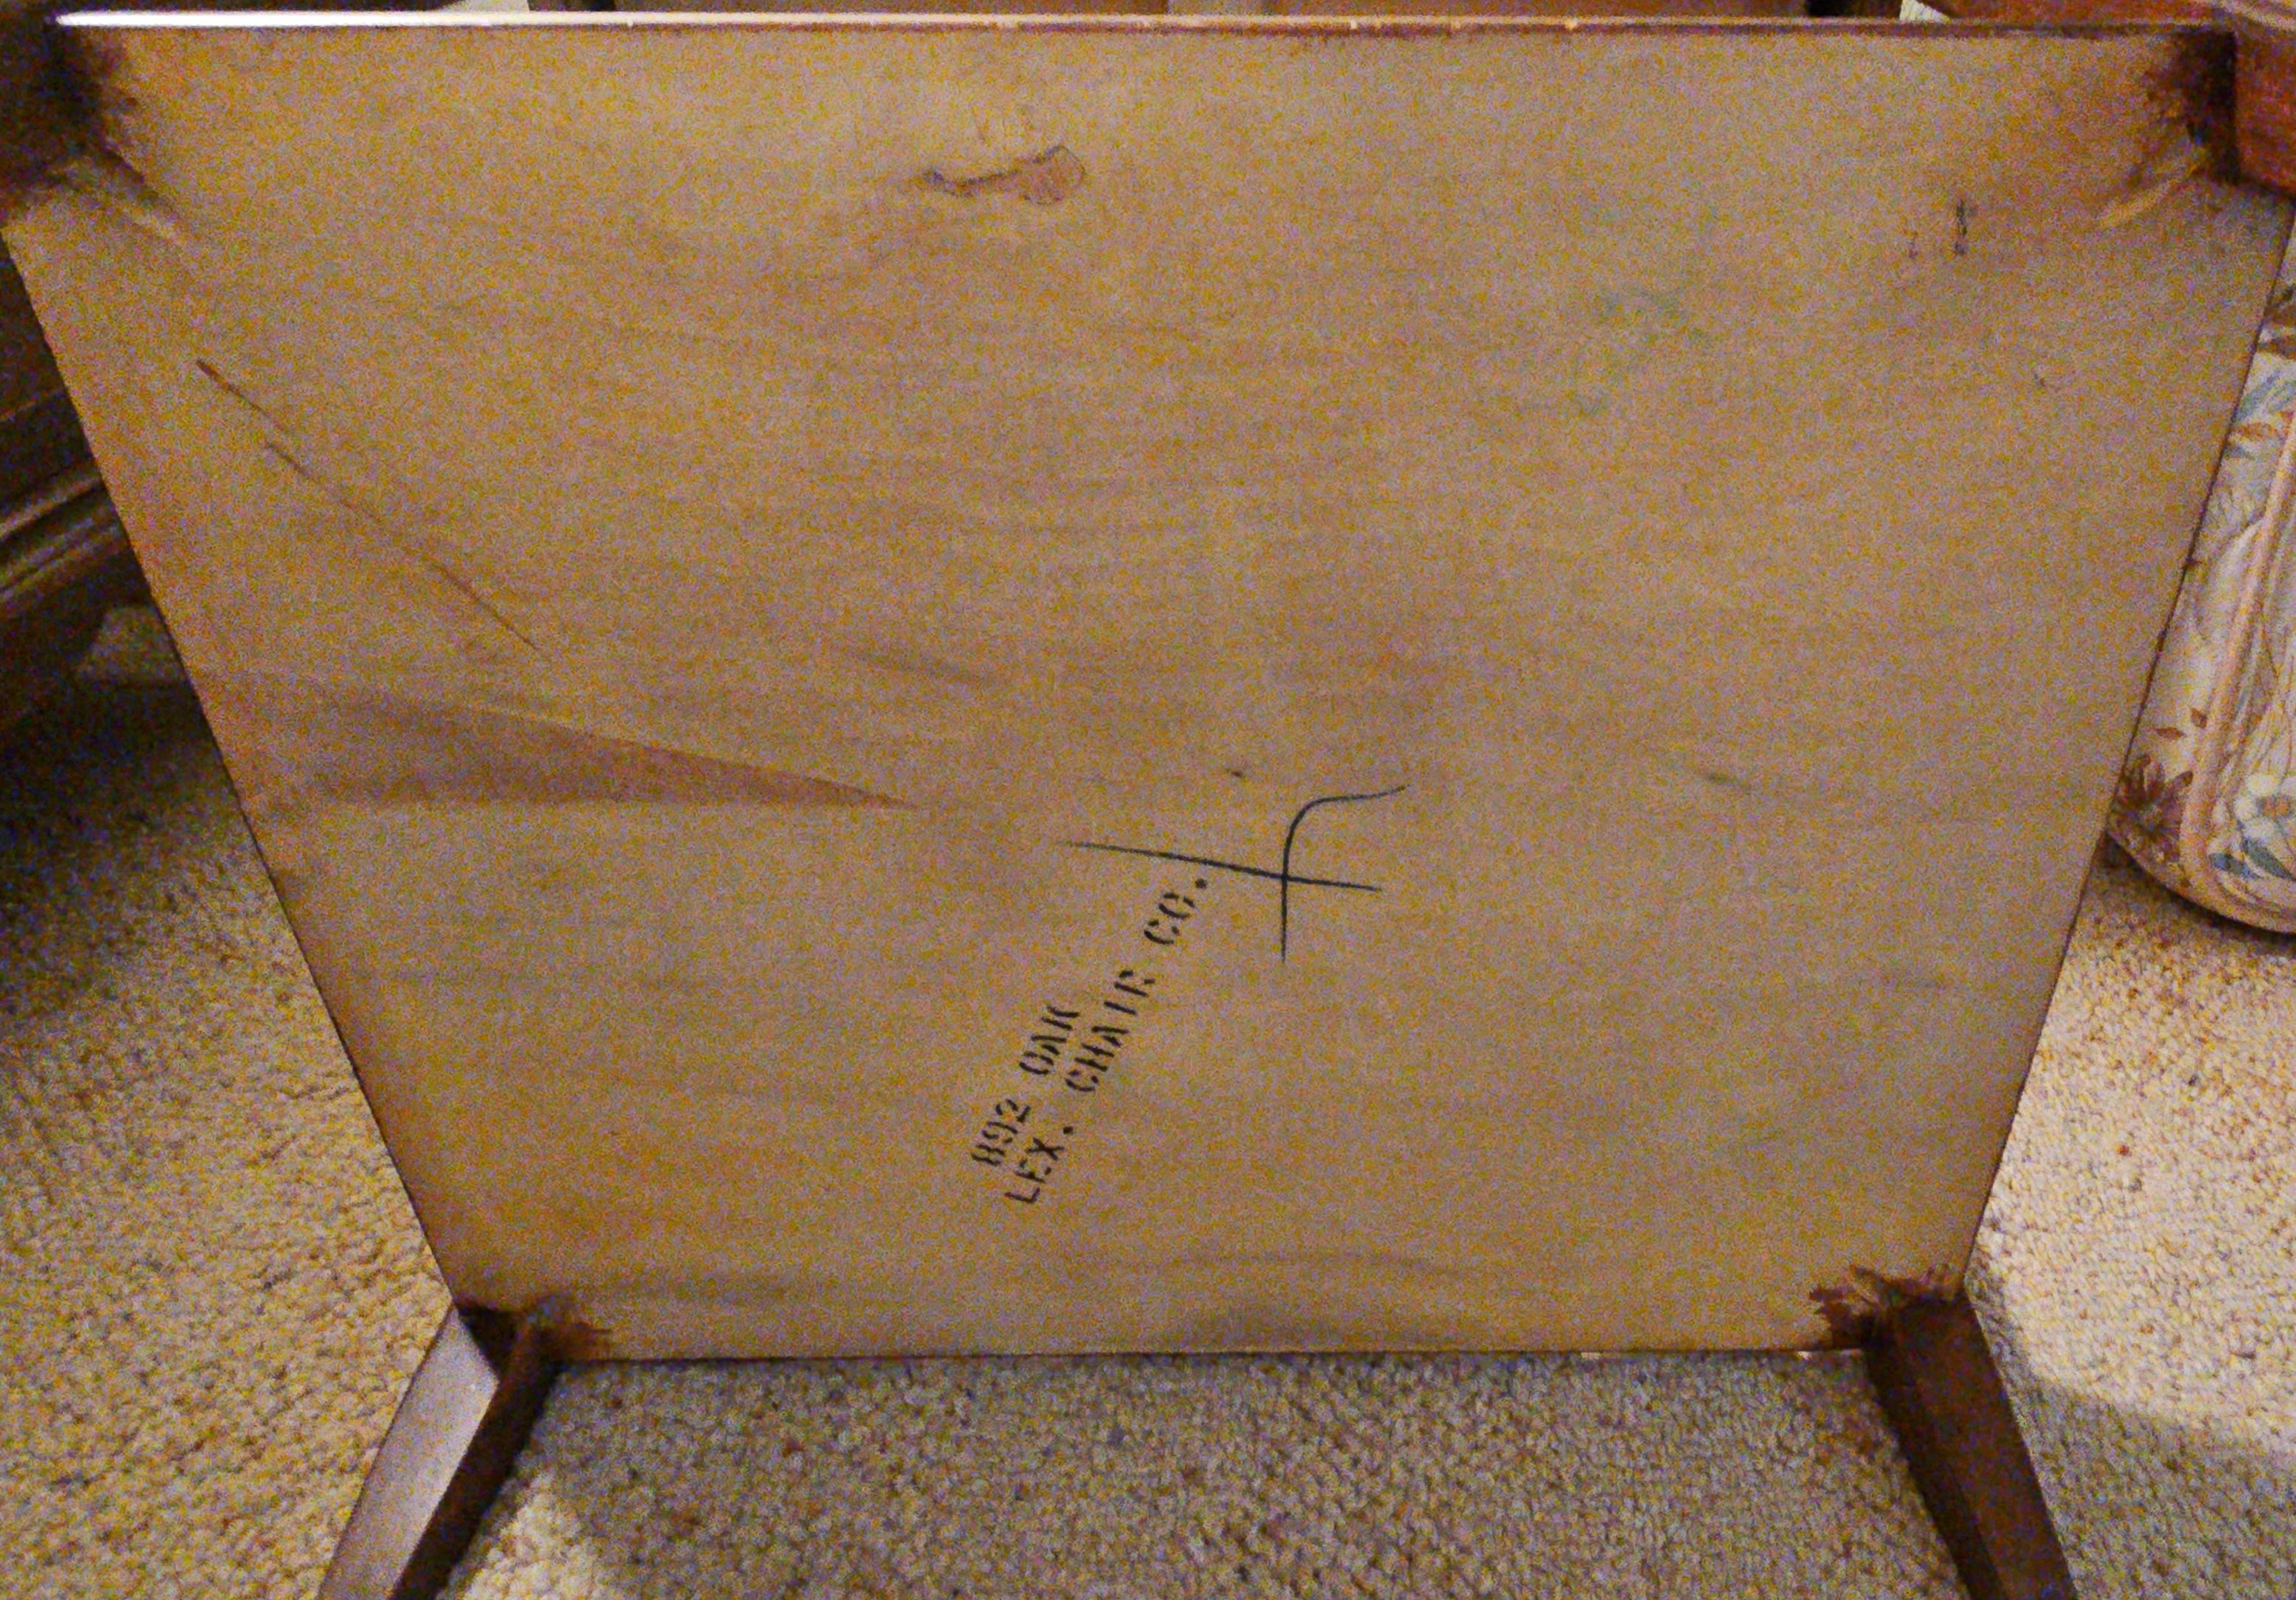 892 OAK
LEX. CHAIR CO.